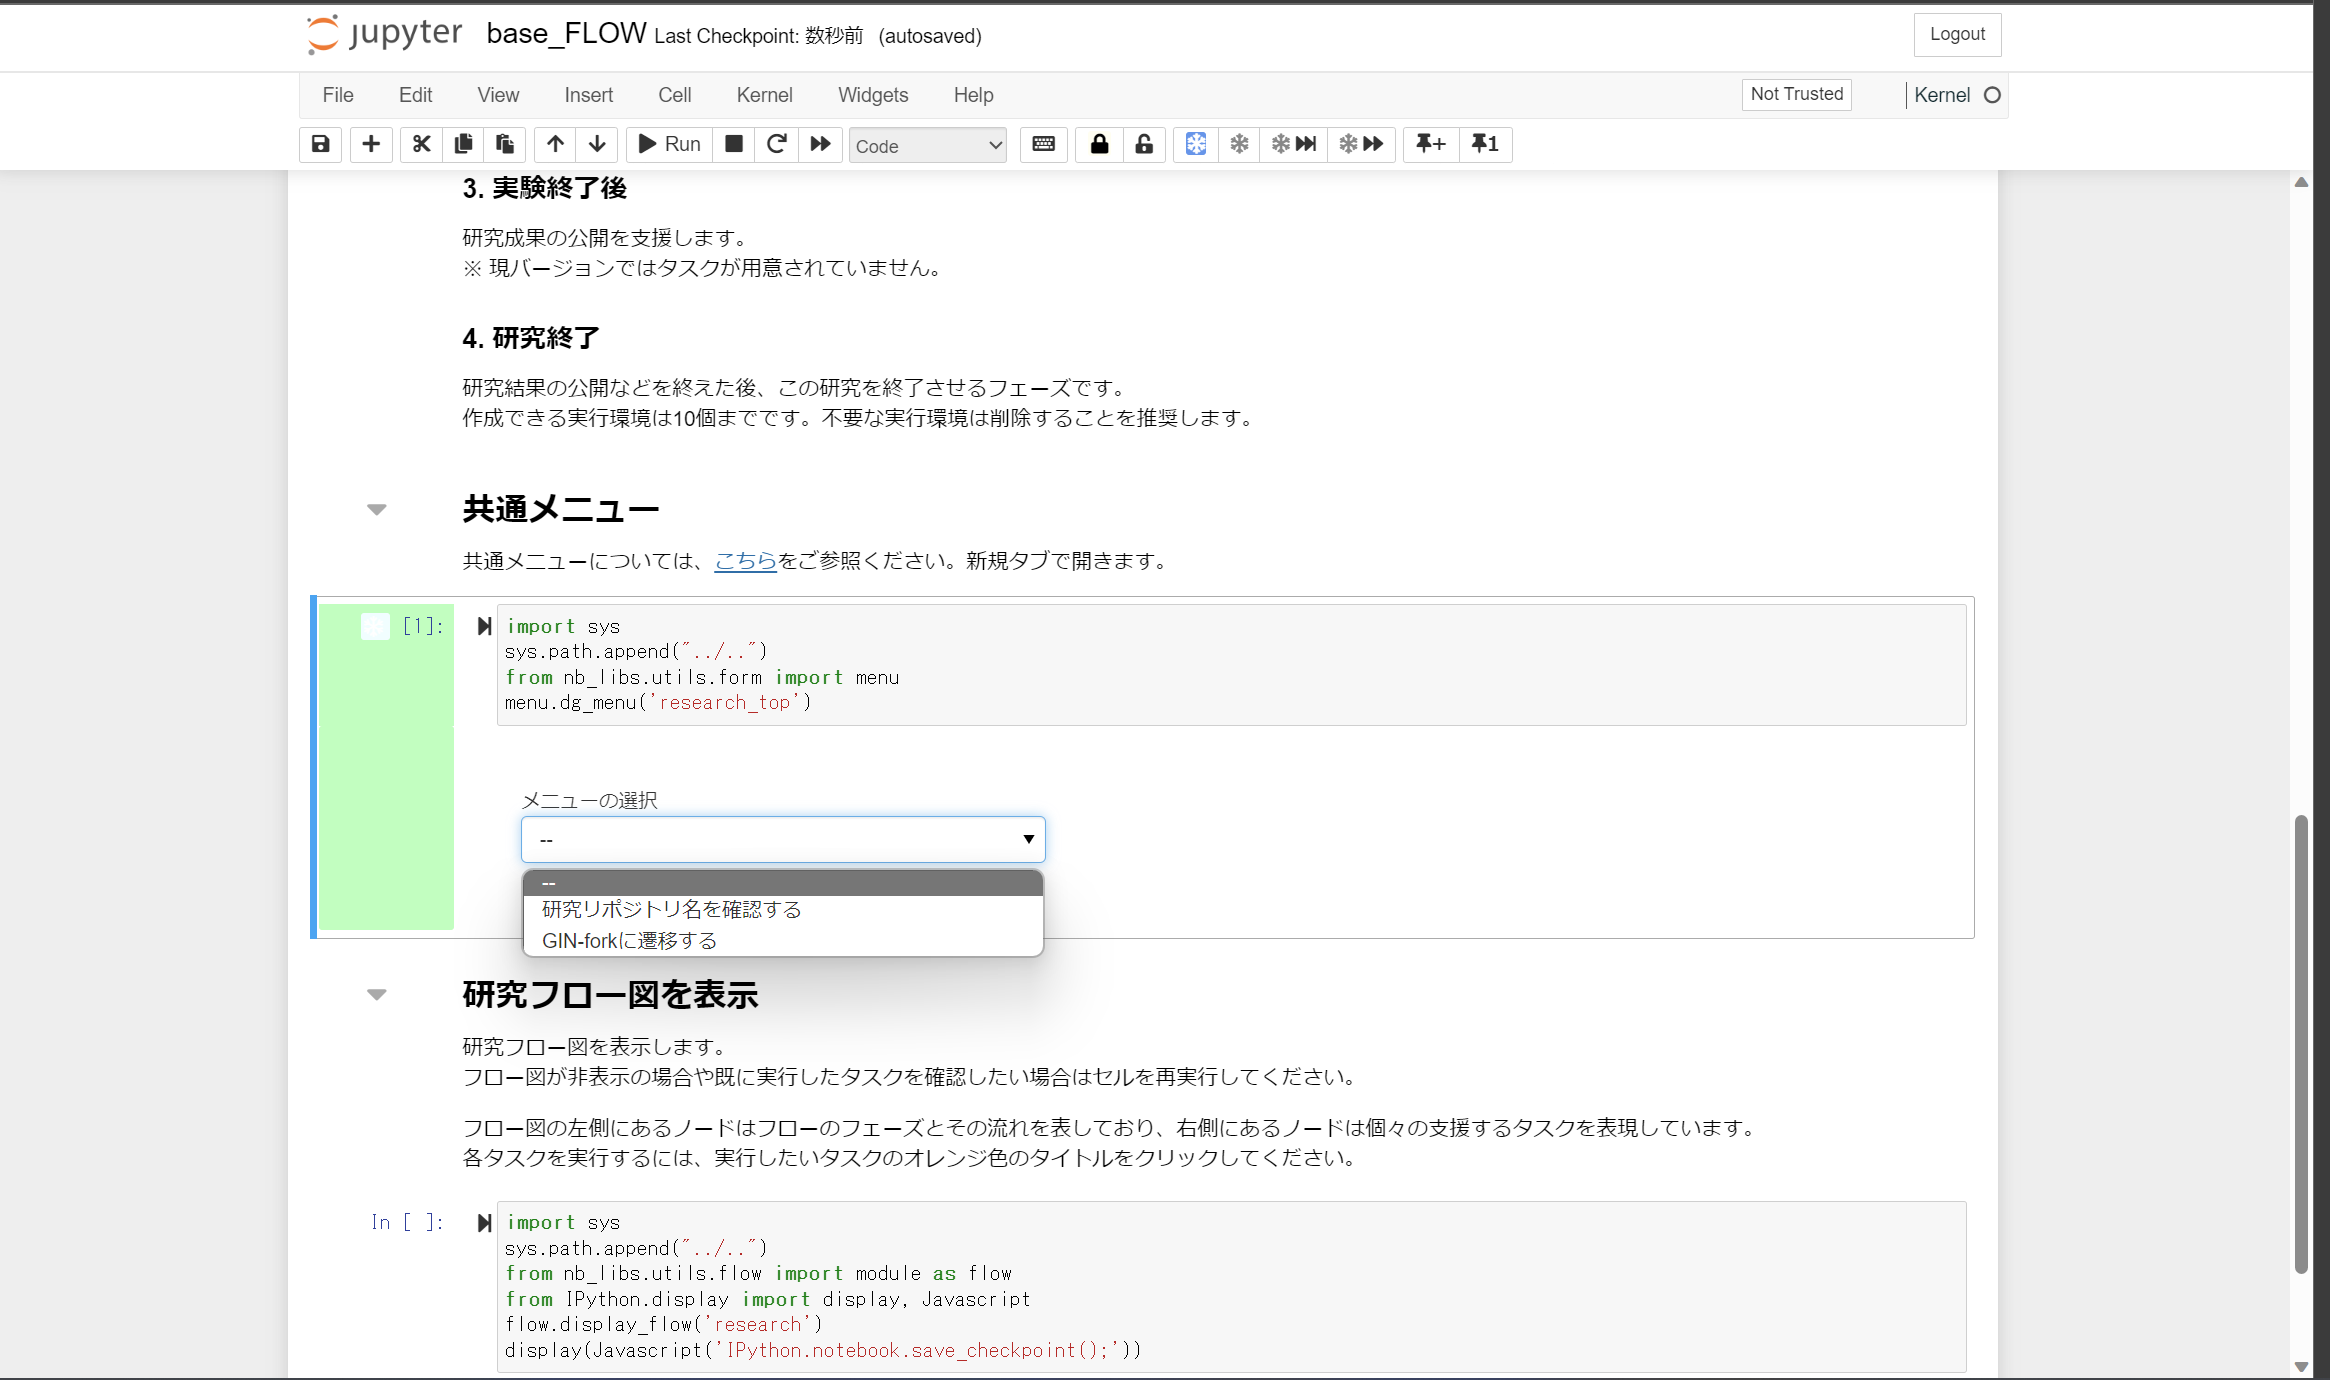 jupyter base_FLOW Last Checkpoint: 数秒前 (autosaved)
Logout
File Edit View Insert Cell Kernel Widgets Help
Not Trusted
Kernel
Run
Code
+
1
3. 実験終了後
研究成果の公開を支援します。
※ 現バージョンではタスクが用意されていません。
4. 研究終了
研究結果の公開などを終えた後、この研究を終了させるフェーズです。
作成できる実行環境は10個までです。不要な実行環境は削除することを推奨します。
共通メニュー
共通メニューについては、こちらをご参照ください。新規タブで開きます。
[1]:
import sys
sys.path.append("../..")
from nb_libs.utils.form import menu
menu.dg_menu('research_top')
メニューの選択
--
--
研究リポジトリ名を確認する
GIN-forkに遷移する
研究フロー図を表示
研究フロー図を表示します。
フロー図が非表示の場合や既に実行したタスクを確認したい場合はセルを再実行してください。
フロー図の左側にあるノードはフローのフェーズとその流れを表しており、右側にあるノードは個々の支援するタスクを表現しています。
各タスクを実行するには、実行したいタスクのオレンジ色のタイトルをクリックしてください。
In [ ]:
import sys
sys.path.append("../..")
from nb_libs.utils.flow import module as flow
from IPython.display import display, Javascript
flow.display_flow('research')
display(Javascript('IPython.notebook.save_checkpoint();'))